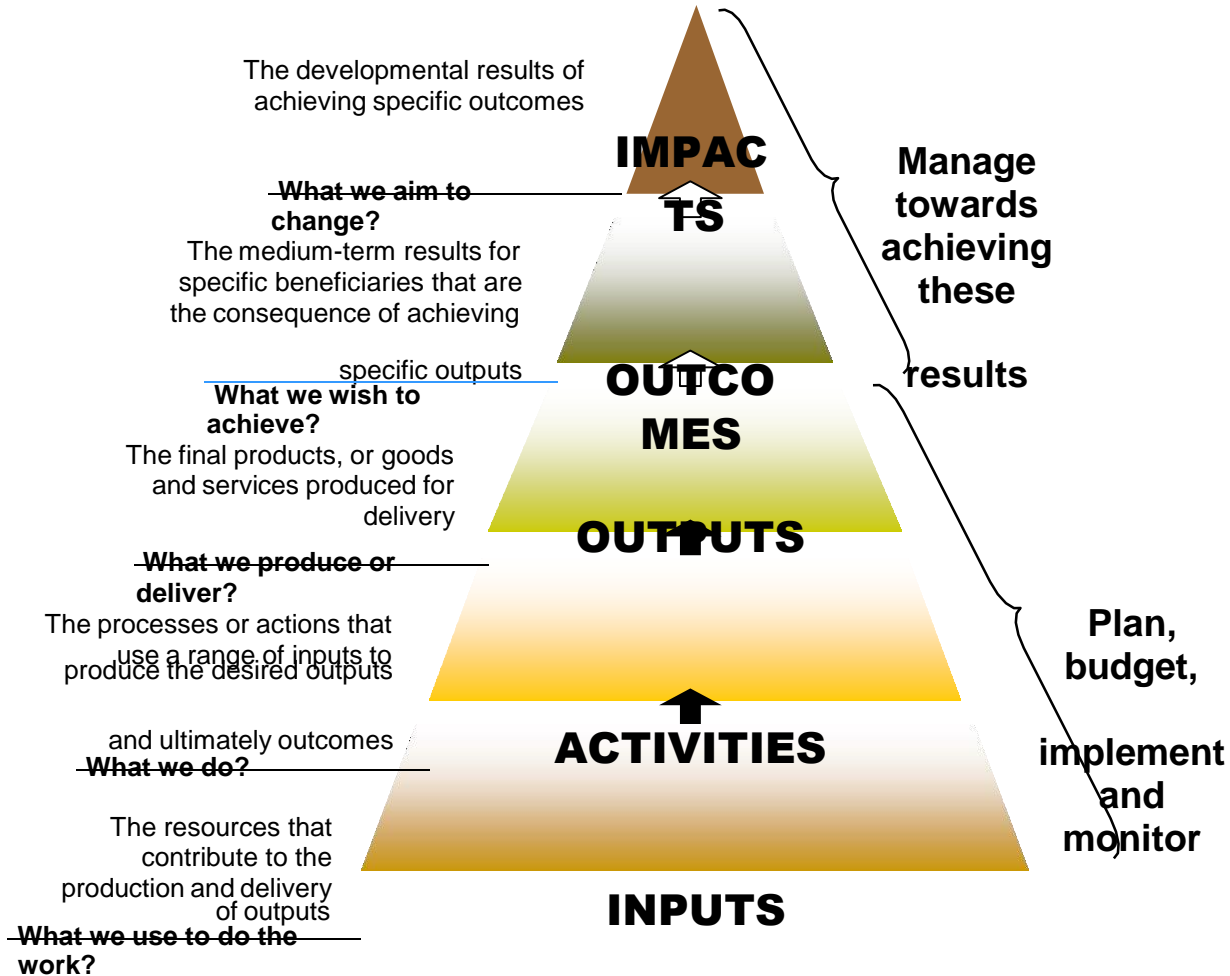 The developmental results of
achieving specific outcomes
IMPAC
TS
What we aim to
change?
The medium-term results for
specific beneficiaries that are
the consequence of achieving
specific outputs
OUTCO
MES
What we wish to
achieve?
The final products, or goods
and services produced for
delivery
OUTPUTS
What we produce or
deliver?
The processes or actions that
use a range of inputs to
produce the desired outputs
and ultimately outcomes
ACTIVITIES
What we do?
The resources that
contribute to the
production and delivery
of outputs
INPUTS
What we use to do the
work?
Manage
towards
achieving
these
results
Plan,
budget,
implement
and
monitor